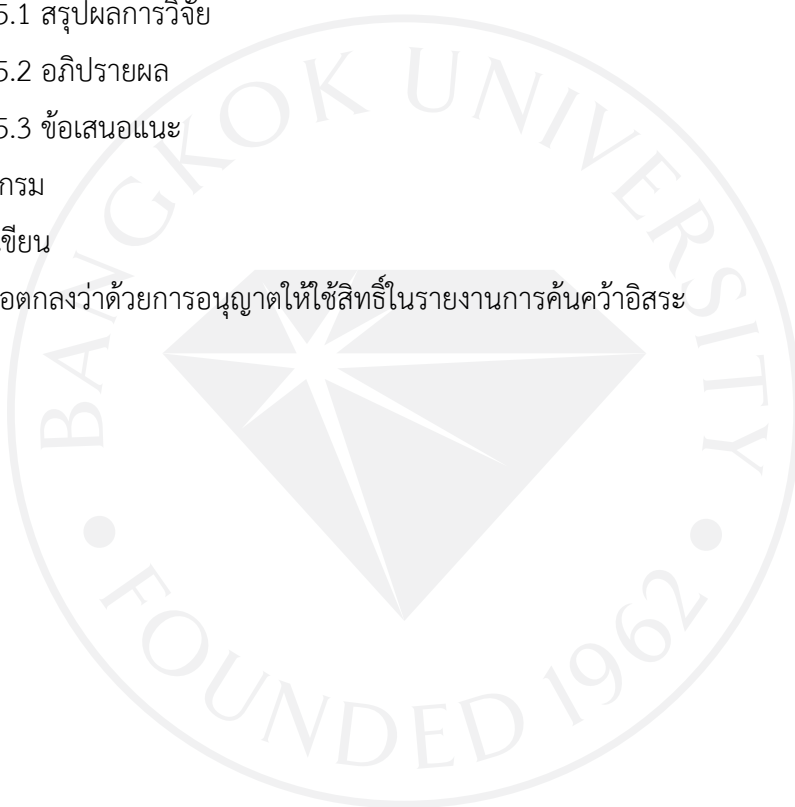 5.1 สรุปผลการวิจัย
5.2 อภิปรายผล
5.3 ข้อเสนอแนะ
กรม
เขียน
อตกลงว่าด้วยการอนุญาตให้ใช้สิทธิ์ในรายงานการค้นคว้าอิสระ
BANGKOK UNIVERSITY
• FOUNDED 1962 •